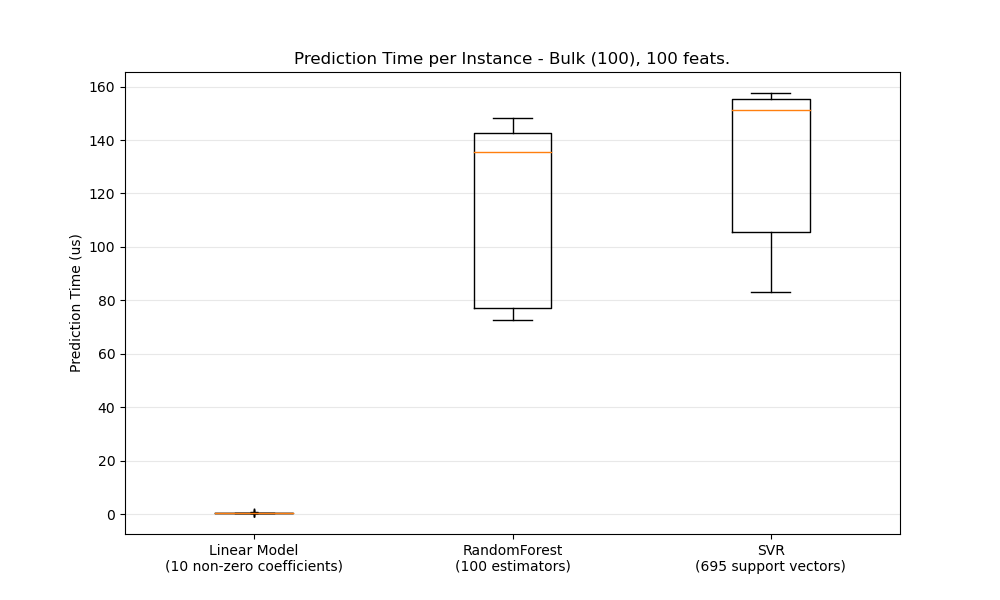 Prediction Time per Instance - Bulk (100), 100 feats.
Prediction Time (us)
160
140
120
100
80
60
40
20
0
Linear Model
(10 non-zero coefficients)
RandomForest
(100 estimators)
SVR
(695 support vectors)